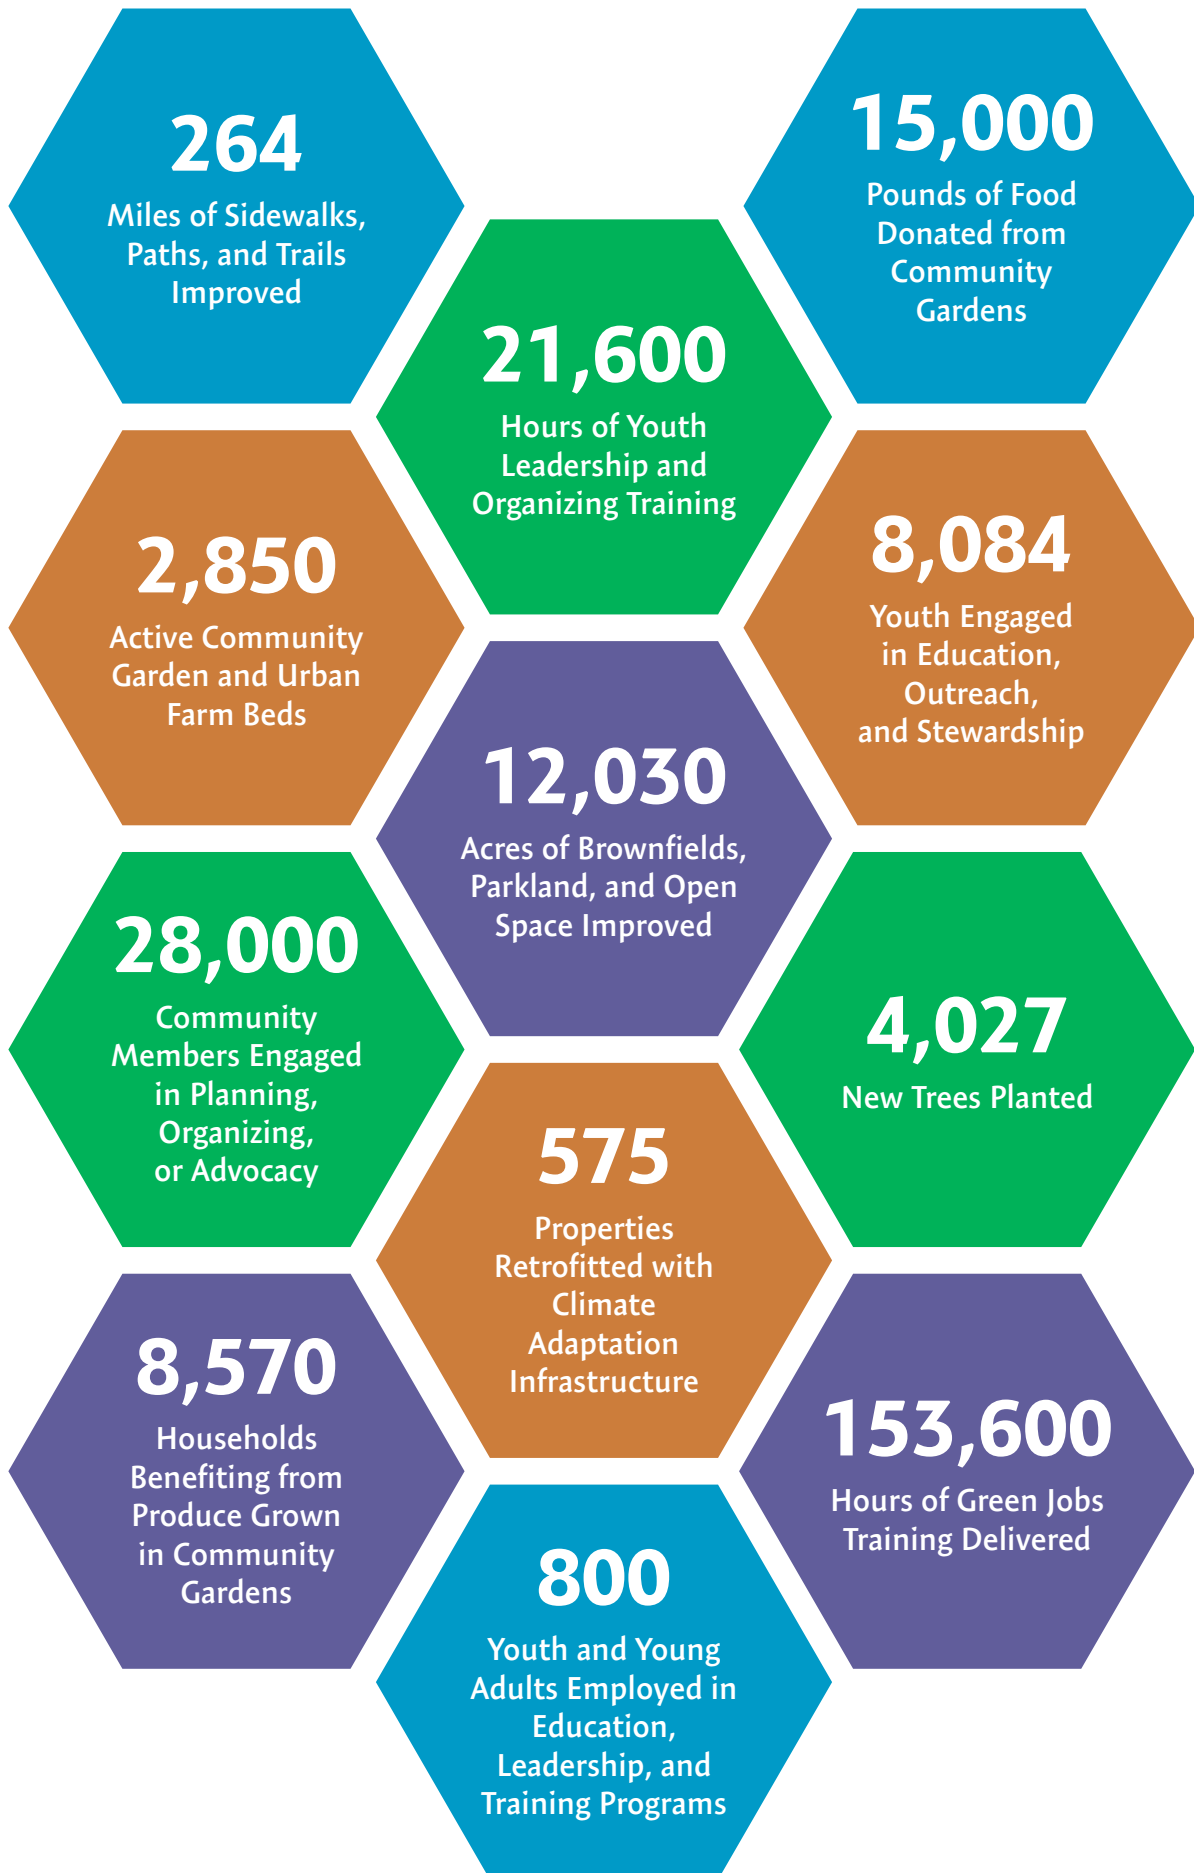 264
Miles of Sidewalks,
Paths, and Trails
Improved
15,000
Pounds of Food
Donated from
Community
Gardens
21,600
Hours of Youth
Leadership and
Organizing Training
2,850
Active Community
Garden and Urban
Farm Beds
8,084
Youth Engaged
in Education,
Outreach,
and Stewardship
12,030
Acres of Brownfields,
Parkland, and Open
Space Improved
28,000
Community
Members Engaged
in Planning,
Organizing,
or Advocacy
4,027
New Trees Planted
575
Properties
Retrofitted with
Climate
Adaptation
Infrastructure
8,570
Households
Benefiting from
Produce Grown
in Community
Gardens
153,600
Hours of Green Jobs
Training Delivered
800
Youth and Young
Adults Employed in
Education,
Leadership, and
Training Programs